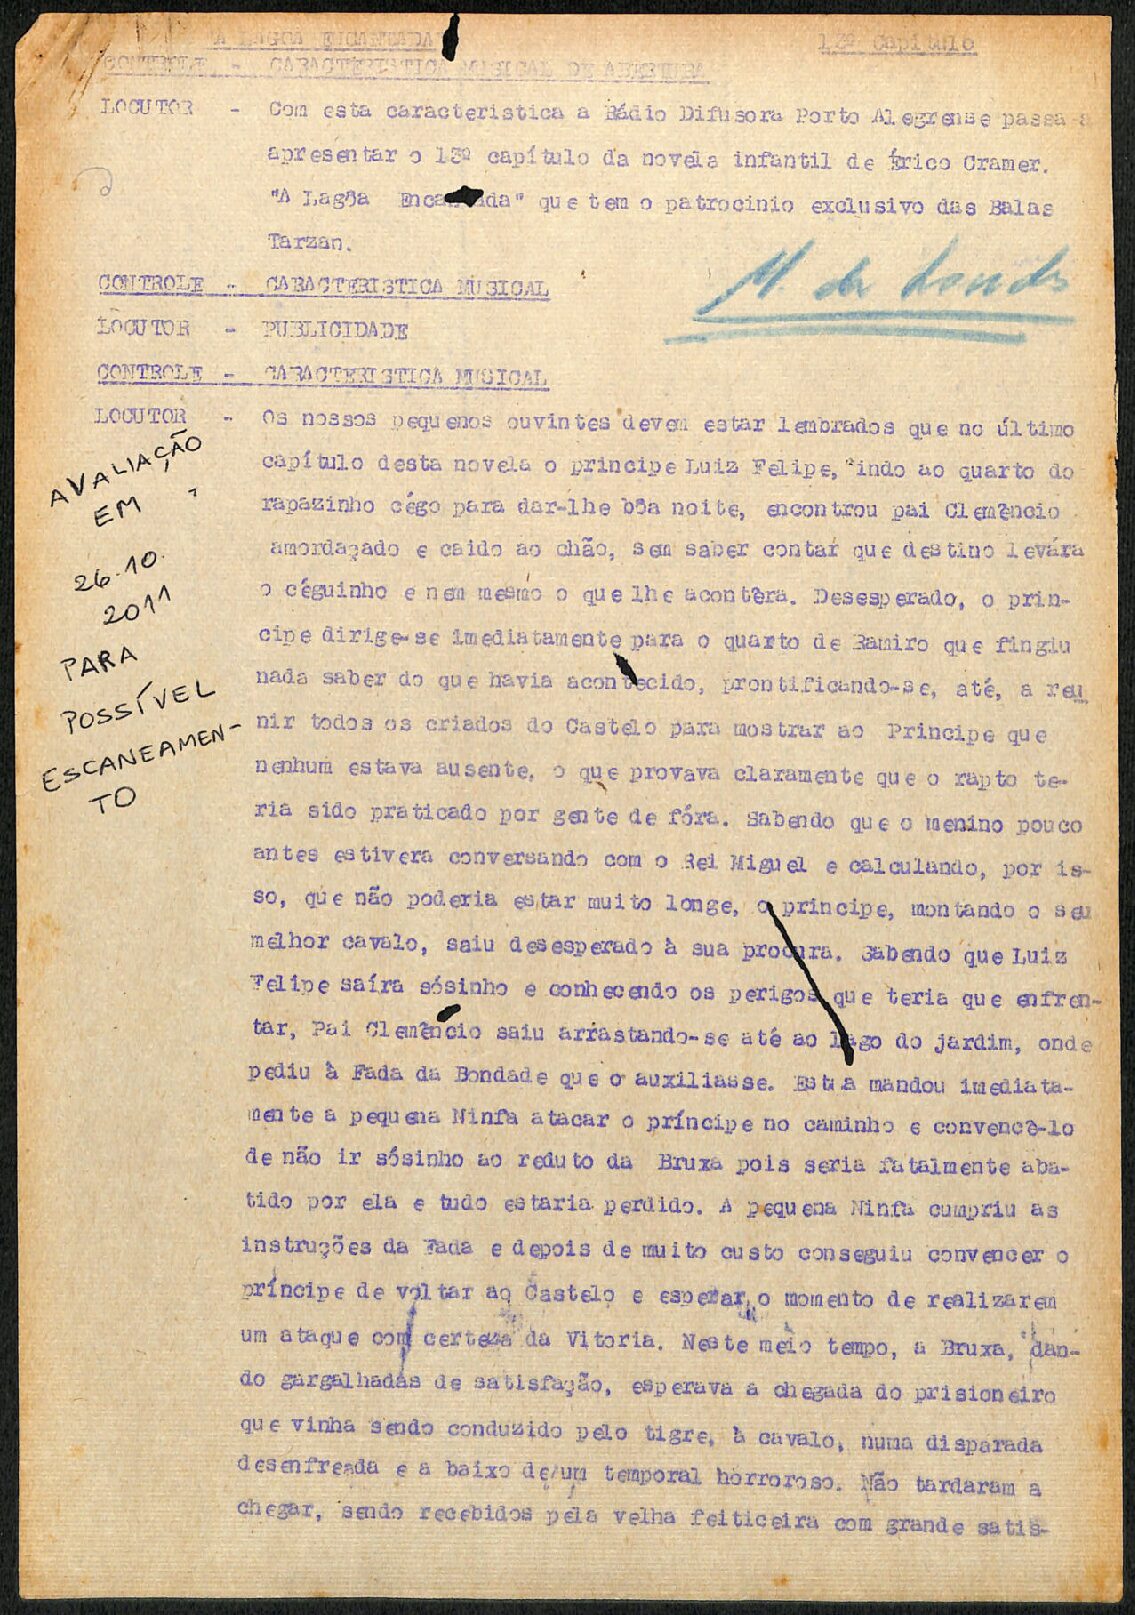 A LAGOA ENCANTADA 13º Capitulo
CONTROLE - CARACTERISTICA MUSICAL DE ABERTURA
LOCUTOR - Com esta caracteristica a Rádio Difusora Porto Alegrense passa a
apresentar o 13º capítulo da novela infantil de Érico Cramer.
"A Lagôa Encantada" que tem o patrocinio exclusivo das Balas
Tarzan.
CONTROLE - CARACTERISTICA MUSICAL
LOCUTOR - PUBLICIDADE
CONTROLE - CARACTERISTICA MUSICAL
LOCUTOR - Os nossos pequenos ouvintes devem estar lembrados que no último
capítulo desta novela o principe Luiz Felipe, indo ao quarto do
rapazinho cégo para dar-lhe bôa noite, encontrou pai Clemêncio
amordaçado e caido ao chão, sem saber contar que destino levára
o céguinho e nem mesmo o que lhe acontera. Desesperado, o prin-
cipe dirige-se imediatamente para o quarto de Ramiro que fingiu
nada saber do que havia acontecido, prontificando-se, até, a reu
nir todos os criados do Castelo para mostrar ao Principe que
nenhum estava ausente, o que provava claramente que o rapto te-
ria sido praticado por gente de fóra. Sabendo que o menino pouco
antes estivera conversando com o Rei Miguel e calculando, por is-
so, que não poderia estar muito longe, o principe, montando o seu
melhor cavalo, saiu desesperado à sua procura. Sabendo que Luiz
Felipe saíra sósinho e conhecendo os perigos que teria que enfren-
tar, Pai Clemêncio saiu arrastando-se até ao lago do jardim, onde
pediu à Fada da Bondade que o auxiliasse. Esta mandou imediata-
mente a pequena Ninfa atacar o príncipe no caminho e convencê-lo
de não ir sósinho ao reduto da Bruxa pois seria fatalmente aba-
tido por ela e tudo estaria perdido. A pequena Ninfa cumpriu as
instruções da Fada e depois de muito custo conseguiu convencer o
príncipe de voltar ao Castelo e esperar o momento de realizarem
um ataque com certeza da Vitoria. Neste meio tempo, a Bruxa, dan-
do gargalhadas de satisfação, esperava a chegada do prisioneiro
que vinha sendo conduzido pelo tigre, à cavalo, numa disparada
desenfreada e a baixo de um temporal horroroso. Não tardaram a
chegar, sendo recebidos pela velha feiticeira com grande satis-
AVALIAÇÃO
EM
26.10.
2011
PARA
POSSÍVEL
ESCANEAMEN-
TO